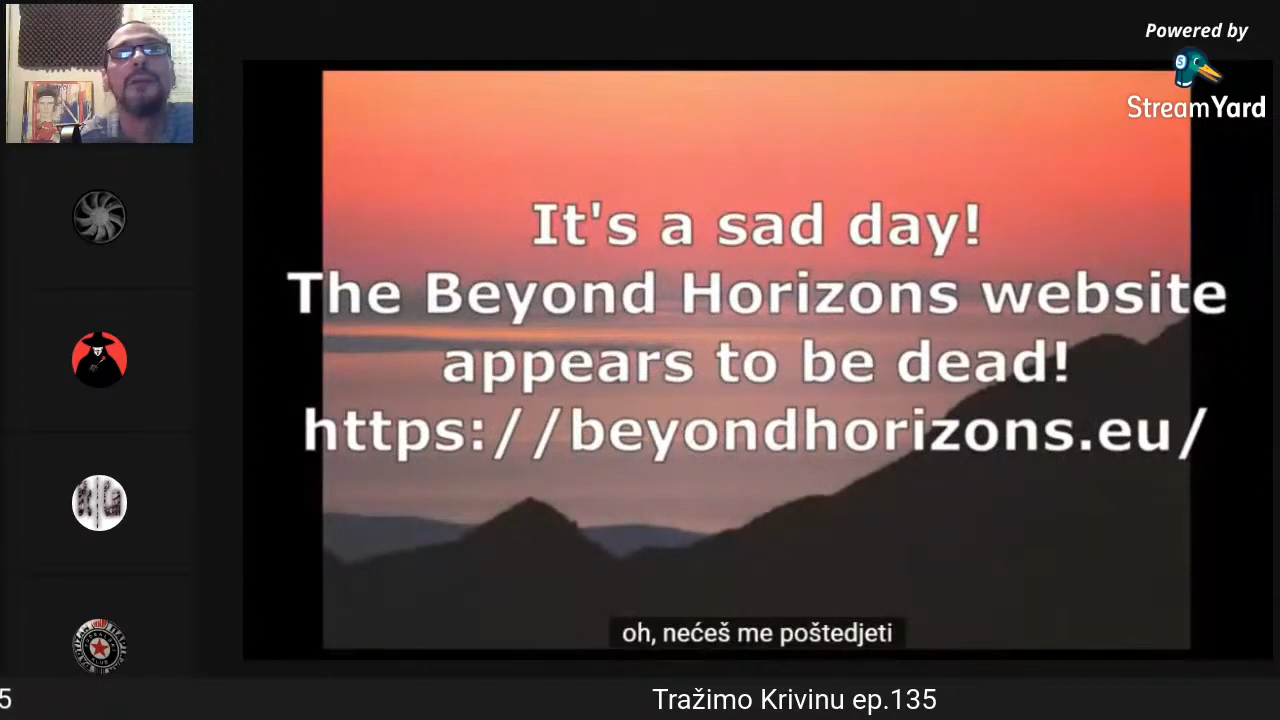 Powered by
StreamYard
It's a sad day!
The Beyond Horizons website
appears to be dead!
https://beyondhorizons.eu/
oh, nećeš me poštedjeti
5
Tražimo Krivinu ep.135